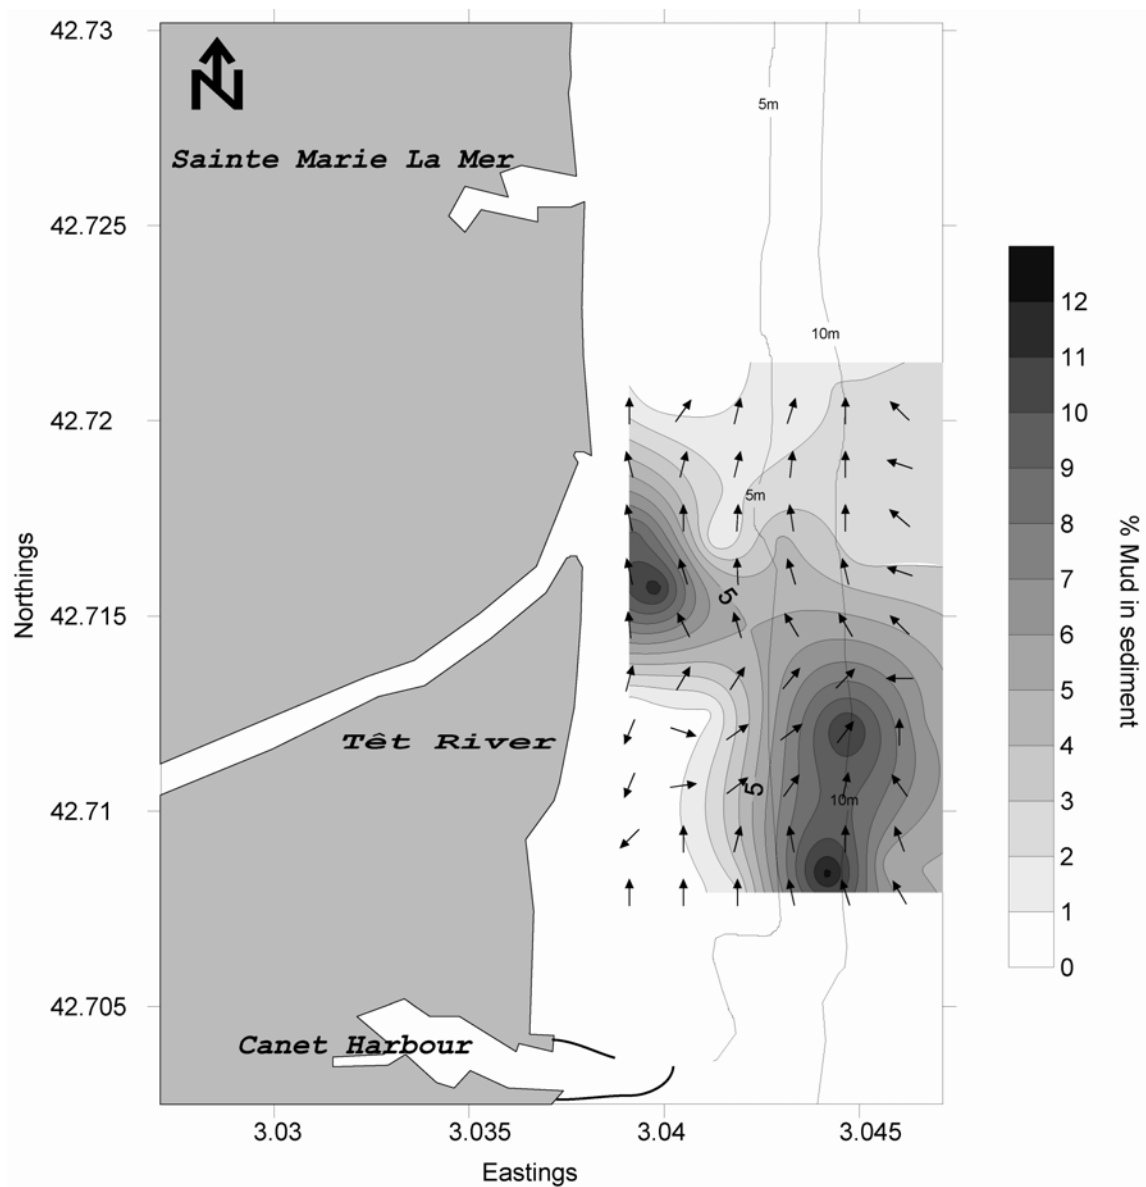 42.73
N
5m
Sainte Marie La Mer
42.725
12
10m
11
10
42.72
9
5m
8
% Mud in sediment
7
Northings
5
42.715
6
5
Têt River
4
5
10m
42.71
3
2
1
0
42.705
Canet Harbour
3.03
3.035
3.04
3.045
Eastings